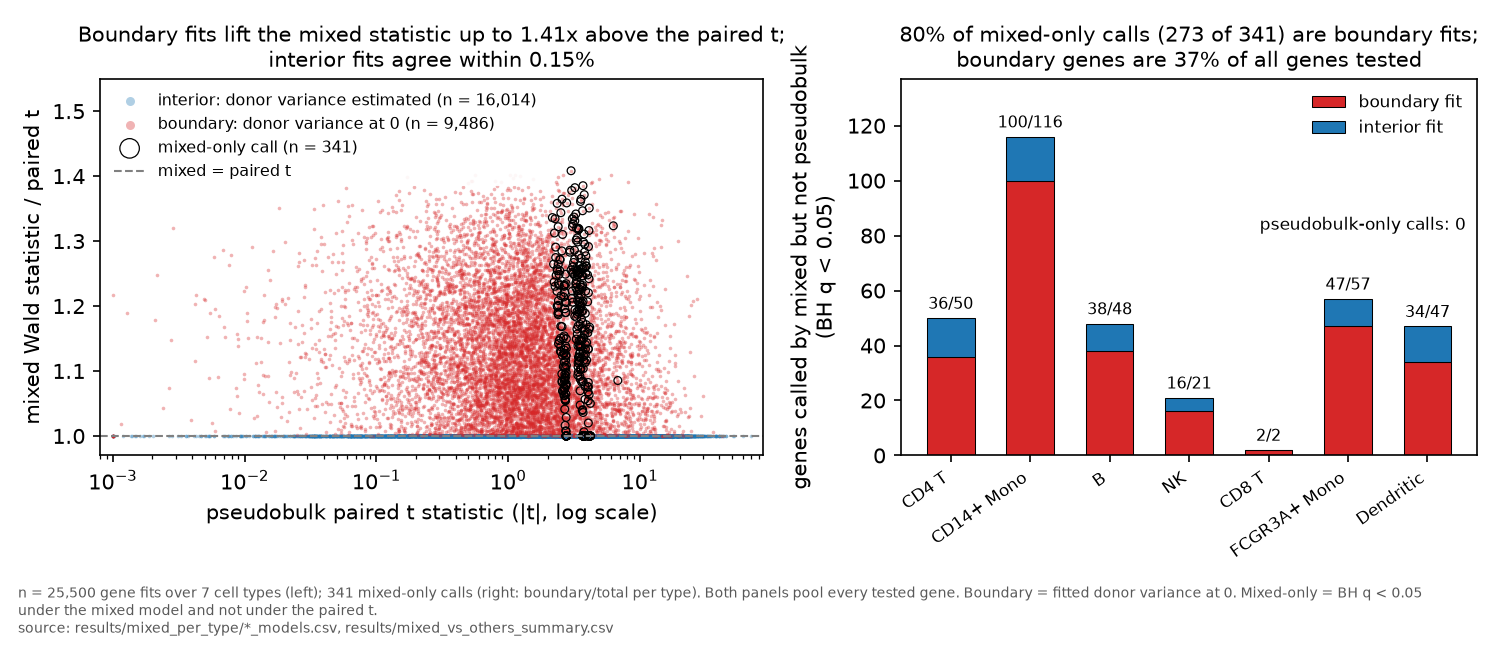 Boundary fits lift the mixed statistic up to 1.41x above the paired t;
interior fits agree within 0.15%
mixed Wald statistic / paired t
1.5
1.4
1.3
1.2
1.1
1.0
interior: donor variance estimated (n = 16,014)
boundary: donor variance at 0 (n = 9,486)
mixed-only call (n = 341)
mixed = paired t
10⁻³
10⁻²
10⁻¹
10⁰
10¹
pseudobulk paired t statistic (|t|, log scale)
80% of mixed-only calls (273 of 341) are boundary fits;
boundary genes are 37% of all genes tested
genes called by mixed but not pseudobulk
(BH q < 0.05)
120
100
80
60
40
20
0
boundary fit
interior fit
pseudobulk-only calls: 0
36/50
100/116
38/48
16/21
2/2
47/57
34/47
CD4 T
CD14+ Mono
B
NK
CD8 T
FCGR3A+ Mono
Dendritic
n = 25,500 gene fits over 7 cell types (left); 341 mixed-only calls (right: boundary/total per type). Both panels pool every tested gene. Boundary = fitted donor variance at 0. Mixed-only = BH q < 0.05
under the mixed model and not under the paired t.
source: results/mixed_per_type/*_models.csv, results/mixed_vs_others_summary.csv